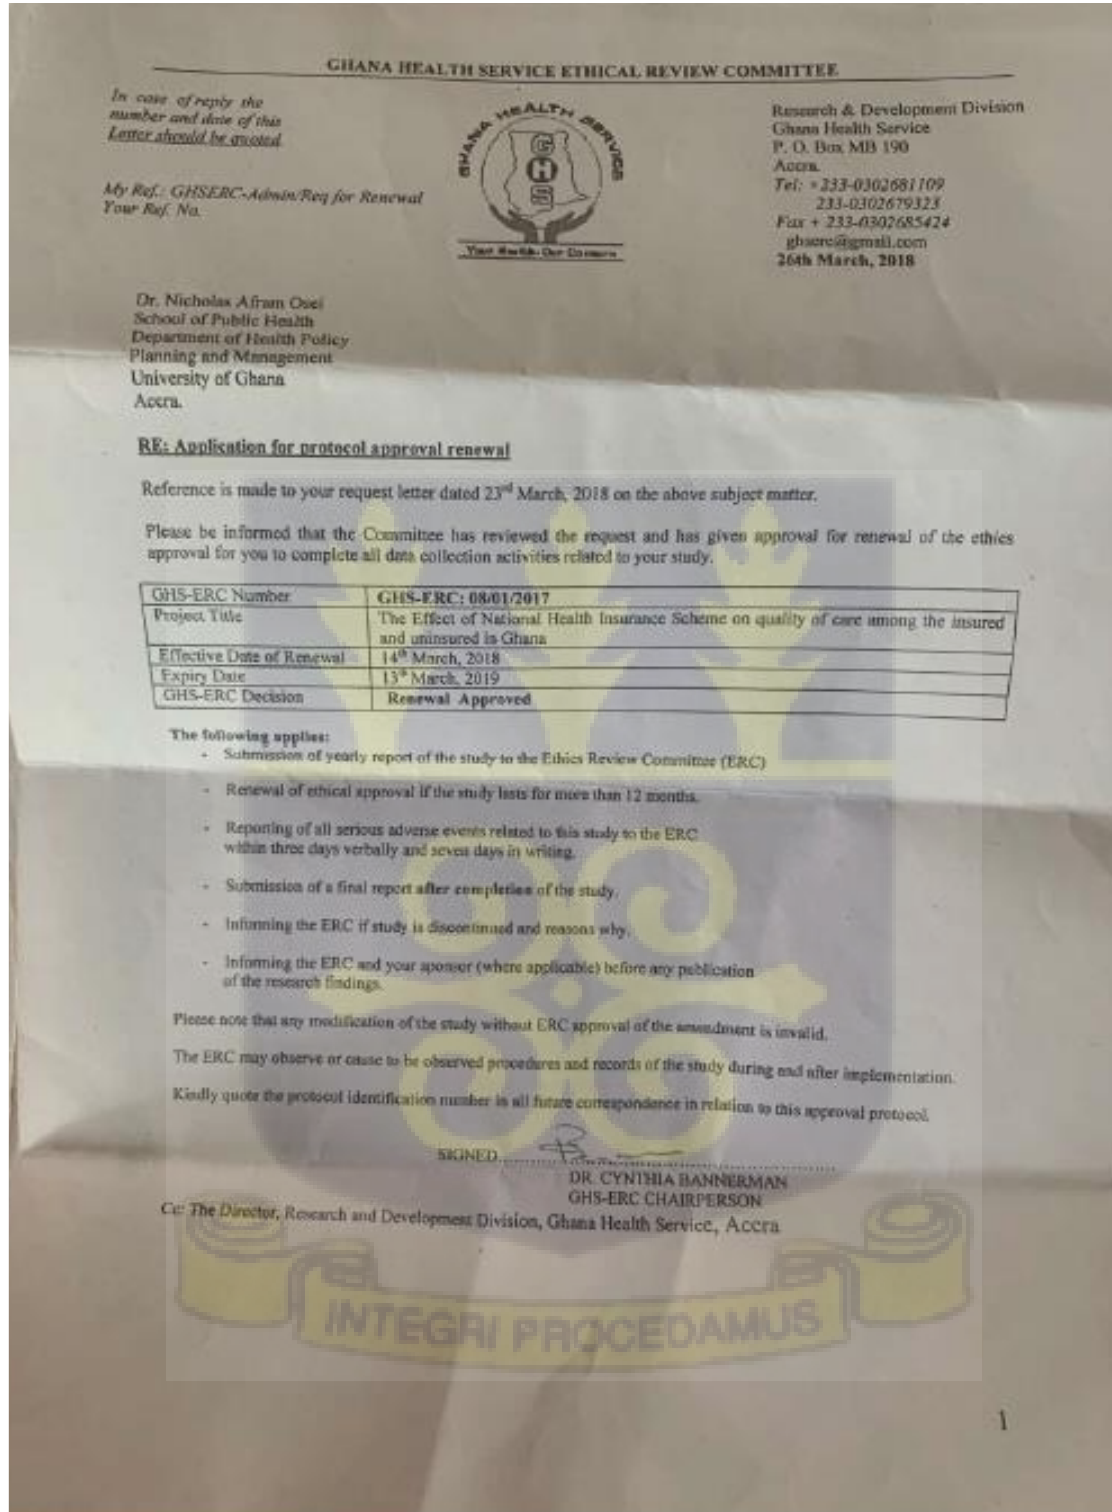 GHANA HEALTH SERVICE ETHICAL REVIEW COMMITTEE
In case of reply the
number and date of this
Letter should be quoted
My Ref.: GHSERC-Admin/Req for Renewal
Your Ref. No.
GHANA HEALTH SERVICE
GHS
Your Health-Our Concern
Research & Development Division
Ghana Health Service
P. O. Box MB 190
Accra
Tel: +233-0302681109
233-0302679323
Fax + 233-0302685424
ghserc@gmail.com
26th March, 2018
Dr. Nicholas Afram Osei
School of Public Health
Department of Health Policy
Planning and Management
University of Ghana
Accra.
RE: Application for protocol approval renewal
Reference is made to your request letter dated 23rd March, 2018 on the above subject matter.
Please be informed that the Committee has reviewed the request and has given approval for renewal of the ethics
approval for you to complete all data collection activities related to your study.
GHS-ERC Number GHS-ERC: 08/01/2017
Project Title The Effect of National Health Insurance Scheme on quality of care among the insured
and uninsured in Ghana
Effective Date of Renewal 14th March, 2018
Expiry Date 13th March, 2019
GHS-ERC Decision Renewal Approved
The following applies:
- Submission of yearly report of the study to the Ethics Review Committee (ERC)
- Renewal of ethical approval if the study lasts for more than 12 months.
- Reporting of all serious adverse events related to this study to the ERC
within three days verbally and seven days in writing.
- Submission of a final report after completion of the study.
- Informing the ERC if study is discontinued and reasons why.
- Informing the ERC and your sponsor (where applicable) before any publication
of the research findings.
Please note that any modification of the study without ERC approval of the amendment is invalid.
The ERC may observe or cause to be observed procedures and records of the study during and after implementation.
Kindly quote the protocol identification number in all future correspondence in relation to this approval protocol.
SIGNED
DR. CYNTHIA BANNERMAN
GHS-ERC CHAIRPERSON
Cc: The Director, Research and Development Division, Ghana Health Service, Accra
INTEGRI PROCEDAMUS
1